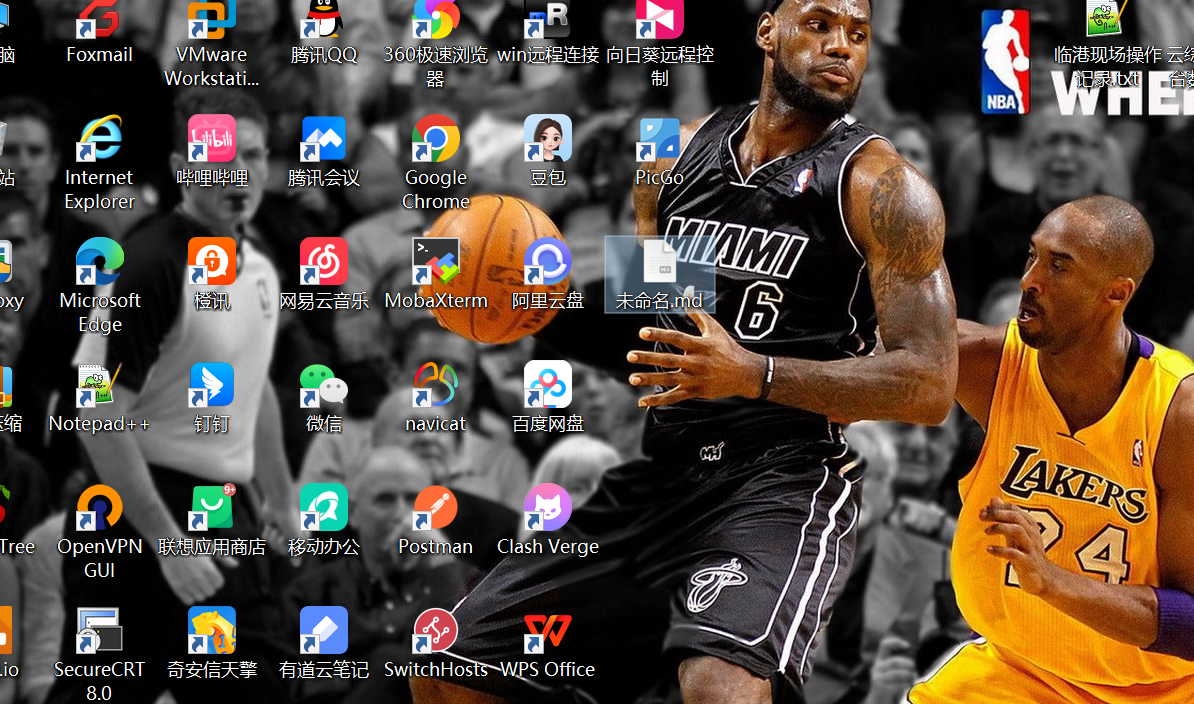 脑
Foxmail
VMware
Workstati...
腾讯QQ
360极速浏览
器
win远程连接
向日葵远程控
制
NBA
临港现场操作
记录.txt
WHE
站
Internet
Explorer
bilibili
哔哩哔哩
腾讯会议
Google
Chrome
豆包
PicGo
oxy
Microsoft
Edge
橙讯
网易云音乐
MobaXterm
阿里云盘
未命名.md
MIAMI
6
缩
Notepad++
钉钉
微信
navicat
百度网盘
LAKERS
24
Tree
OpenVPN
GUI
9+
联想应用商店
移动办公
Postman
Clash Verge
.io
SecureCRT
8.0
奇安信天擎
有道云笔记
SwitchHosts
WPS Office